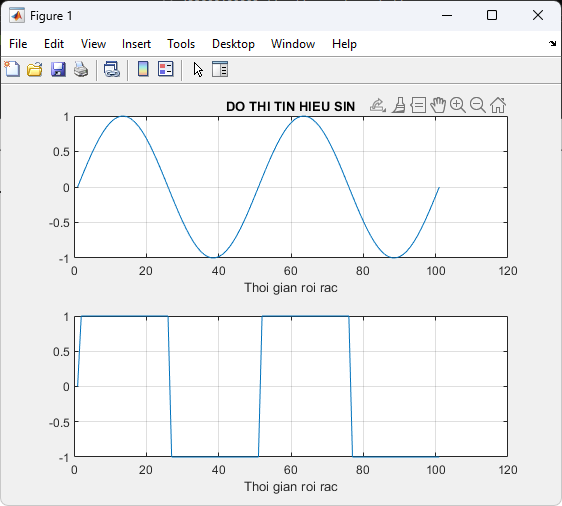 Figure 1
File Edit View Insert Tools Desktop Window Help
DO THI TIN HIEU SIN
1
0.5
0
-0.5
-1
0 20 40 60 80 100 120
Thoi gian roi rac
1
0.5
0
-0.5
-1
0 20 40 60 80 100 120
Thoi gian roi rac